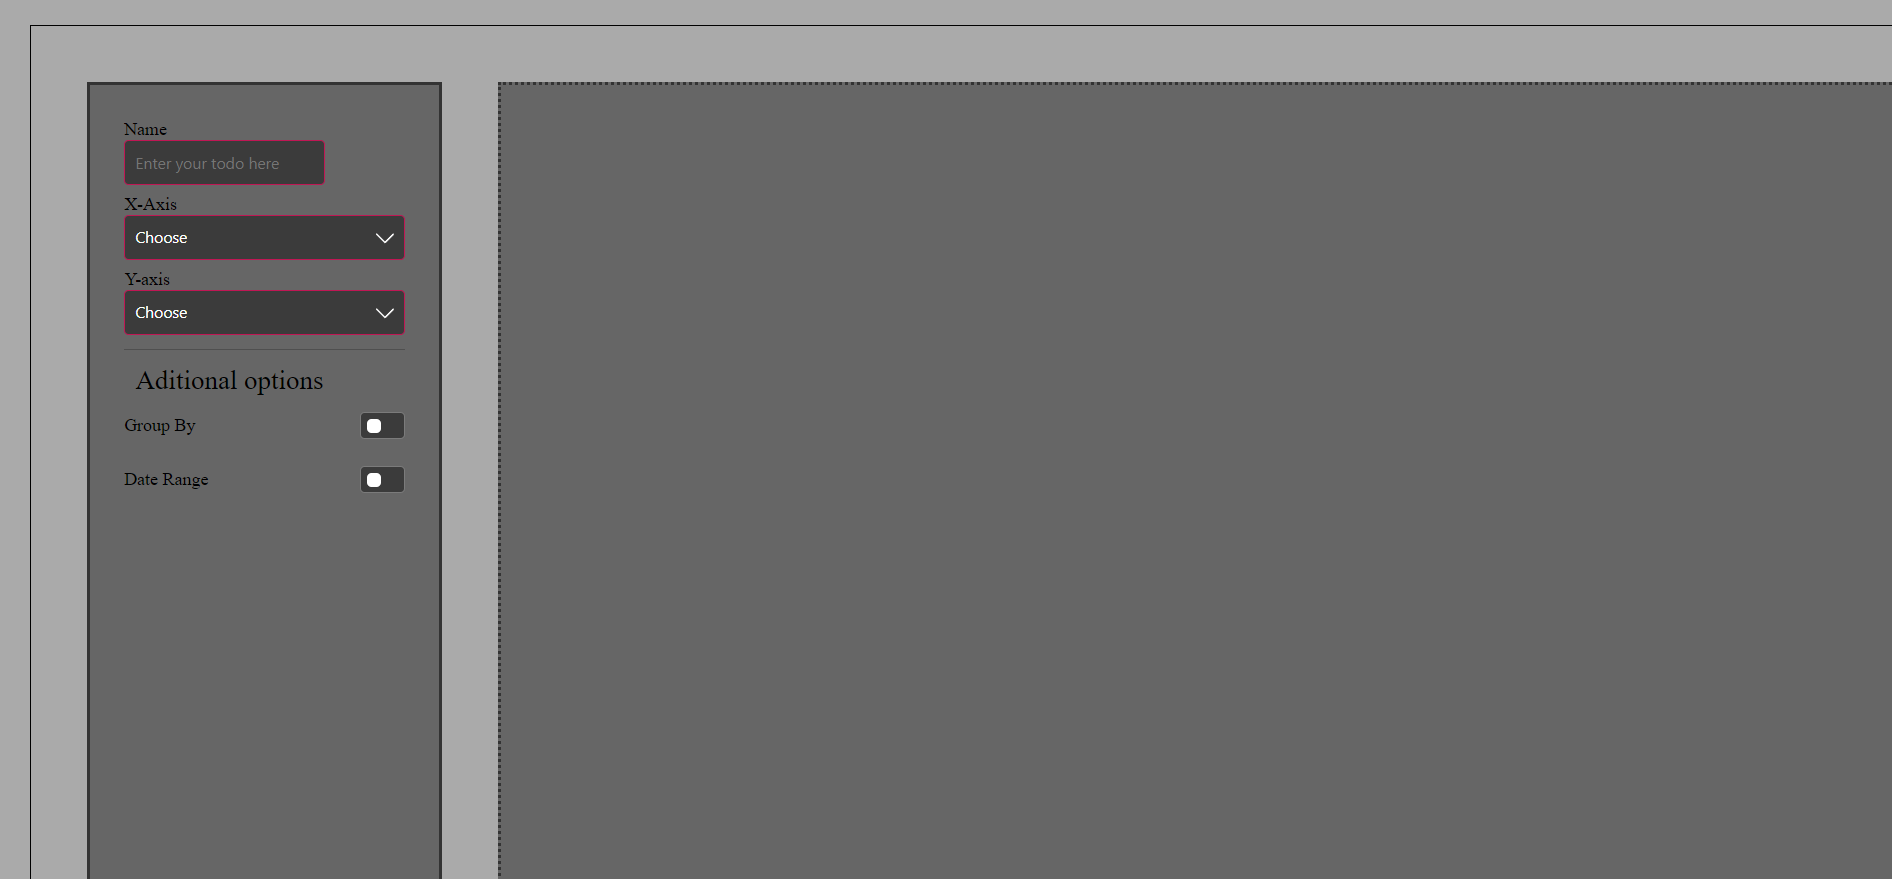 Name
Enter your todo here
X-Axis
Choose
Y-axis
Choose
Aditional options
Group By
Date Range